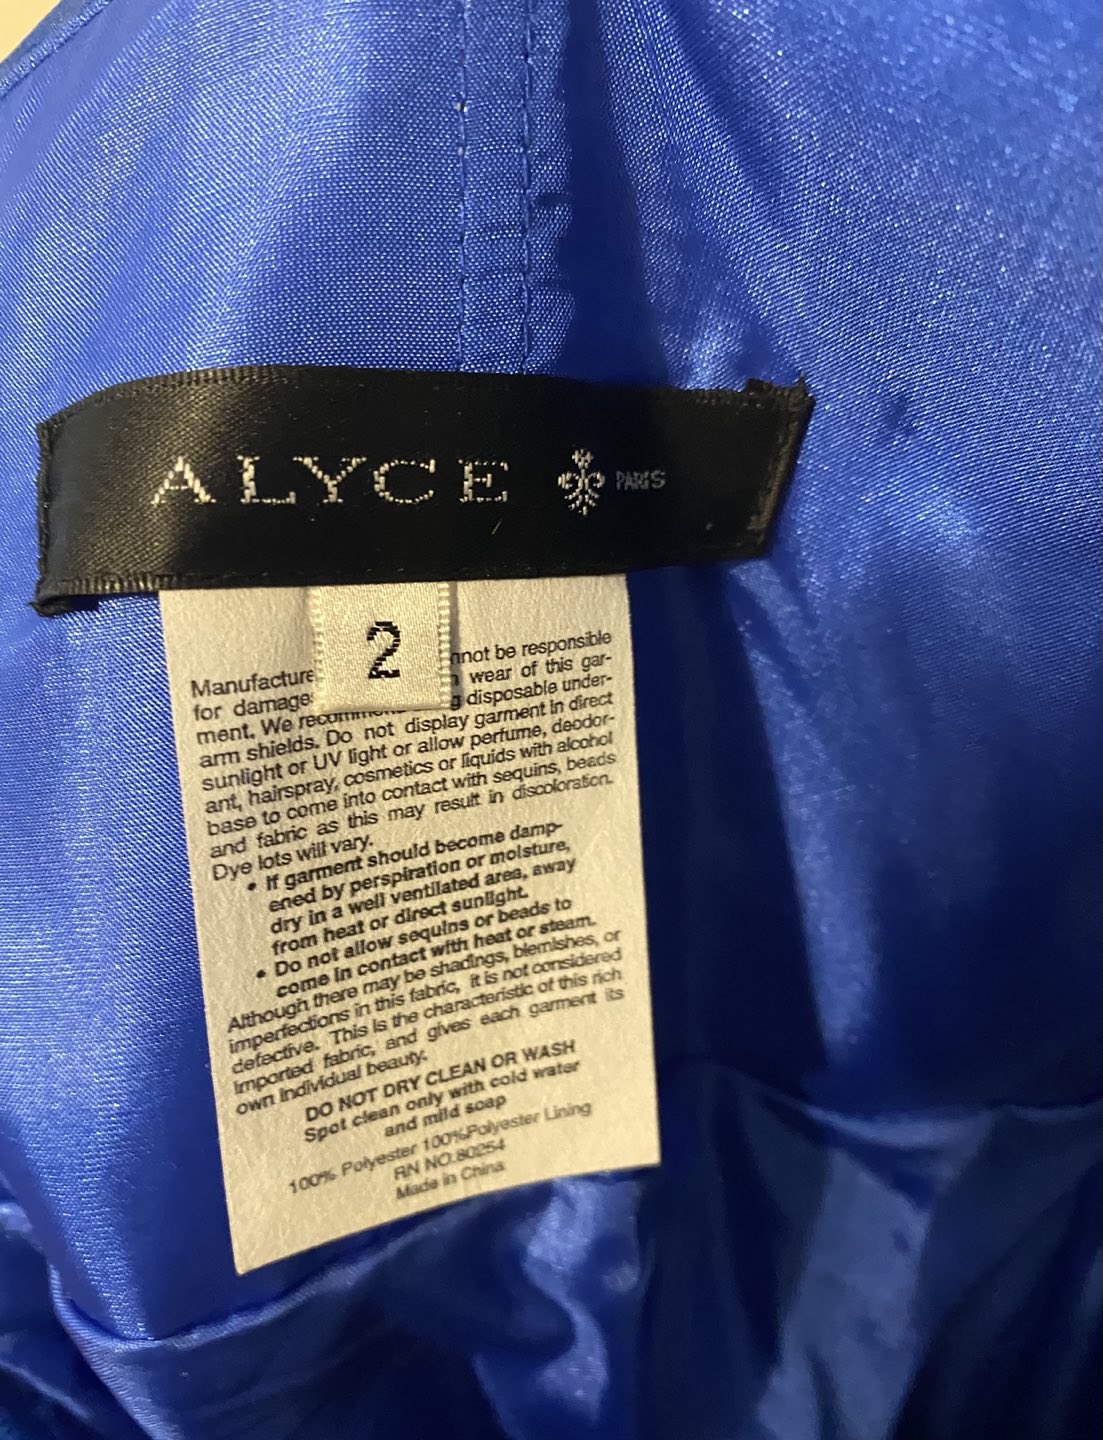 ALYCE PARIS
2
Manufacture nnot be responsible
for damage wear of this gar-
ment. We recomm disposable under-
arm shields. Do not display garment in direct
sunlight or UV light or allow perfume, deodor-
ant, hairspray, cosmetics or liquids with alcohol
base to come into contact with sequins, beads
and fabric as this may result in discoloration.
Dye lots will vary.
• If garment should become damp-
ened by perspiration or moisture,
dry in a well ventilated area, away
from heat or direct sunlight.
• Do not allow sequins or beads to
come in contact with heat or steam.
Although there may be shadings, blemishes, or
imperfections in this fabric, it is not considered
defective. This is the characteristic of this rich
imported fabric, and gives each garment its
own individual beauty.
DO NOT DRY CLEAN OR WASH
Spot clean only with cold water
and mild soap
100% Polyester 100%Polyester Lining
RN NO.80254
Made in China